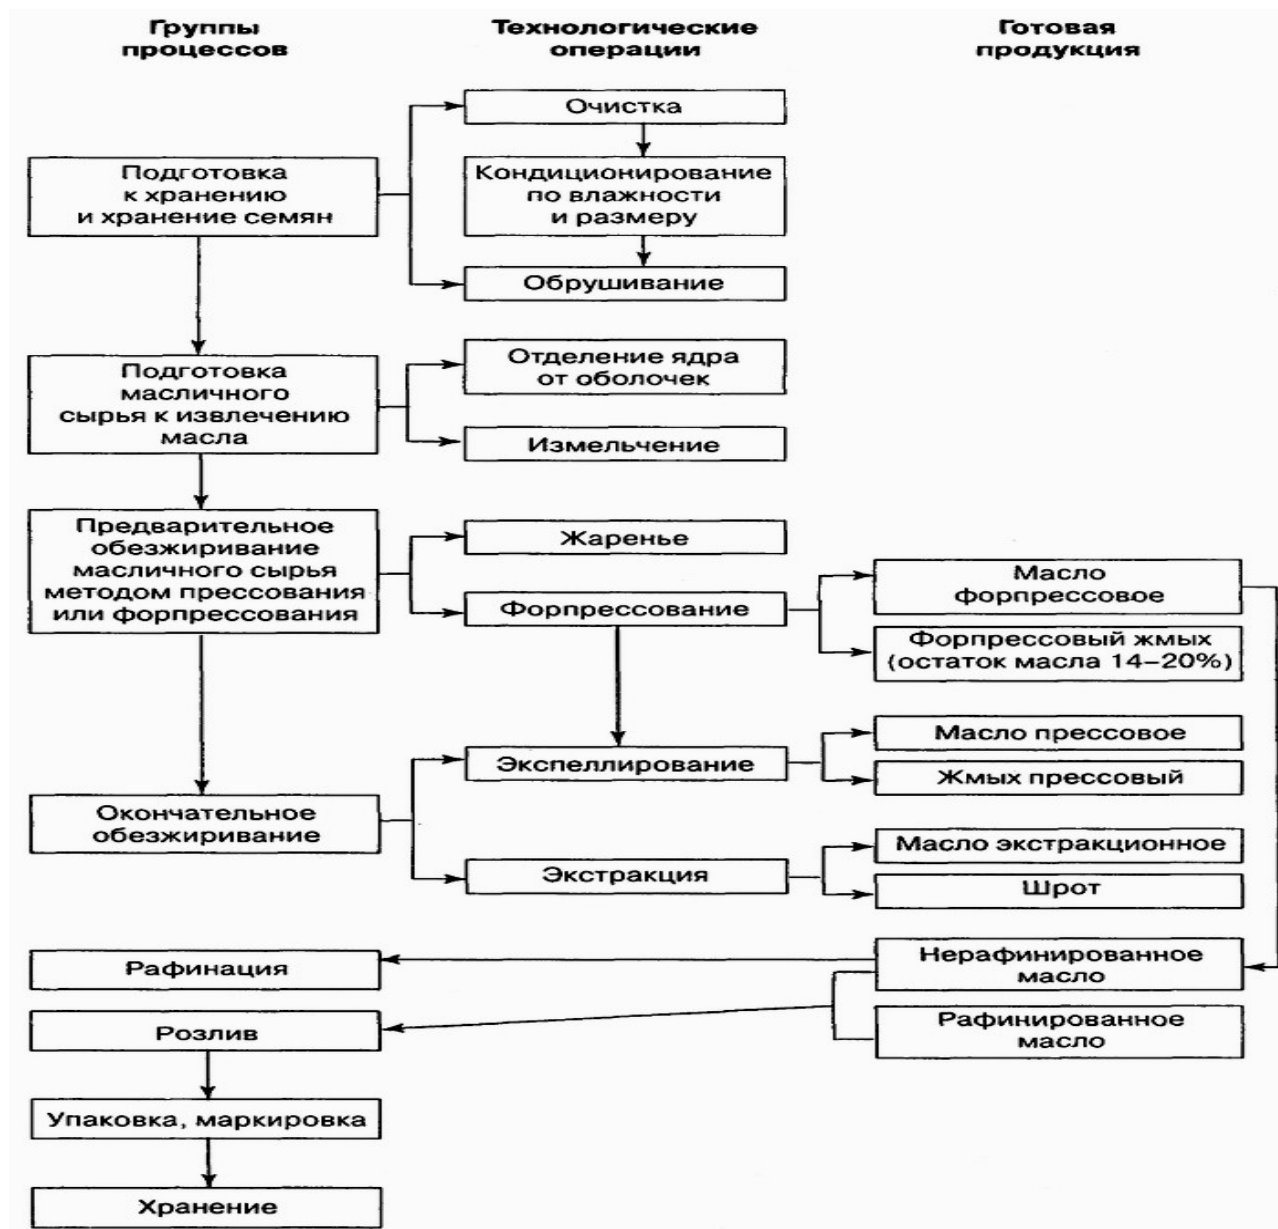 Группы
процессов
Технологические
операции
Готовая
продукция
Очистка
Подготовка
к хранению
и хранение семян
Кондиционирование
по влажности
и размеру
Обрушивание
Подготовка
масличного
сырья к извлечению
масла
Отделение ядра
от оболочек
Измельчение
Предварительное
обезжиривание
масличного сырья
методом прессования
или форпрессования
Жаренье
Форпрессование
Масло
форпрессовое
Форпрессовый жмых
(остаток масла 14–20%)
Экспеллирование
Масло прессовое
Жмых прессовый
Окончательное
обезжиривание
Экстракция
Масло экстракционное
Шрот
Рафинация
Нерафинированное
масло
Розлив
Рафинированное
масло
Упаковка, маркировка
Хранение